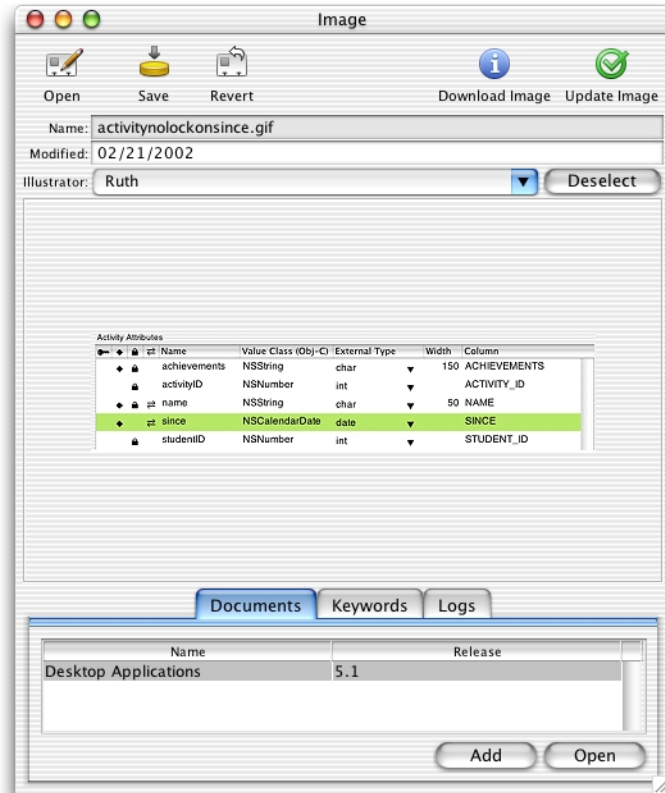 Image
Open Save Revert Download Image Update Image
Name: activitynolockonsince.gif
Modified: 02/21/2002
Illustrator: Ruth Deselect
Activity Attributes
Name Value Class (Obj-C) External Type Width Column
achievements NSString char 150 ACHIEVEMENTS
activityID NSNumber int ACTIVITY_ID
name NSString char 50 NAME
since NSCalendarDate date SINCE
studentID NSNumber int STUDENT_ID
Documents Keywords Logs
Name Release
Desktop Applications 5.1
Add Open